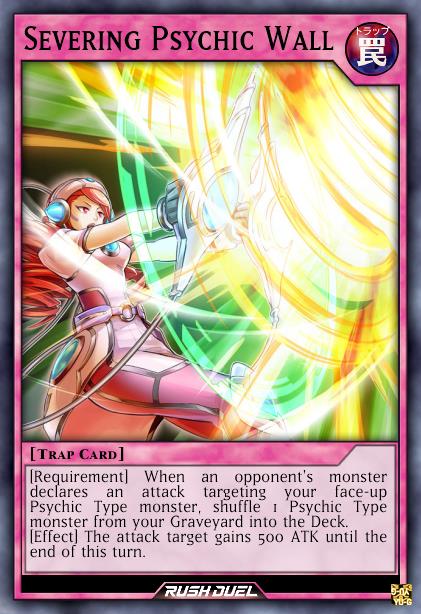 Severing Psychic Wall
トラップ
罠
[Trap Card]
[Requirement] When an opponent's monster
declares an attack targeting your face-up
Psychic Type monster, shuffle 1 Psychic Type
monster from your Graveyard into the Deck.
[Effect] The attack target gains 500 ATK until the
end of this turn.
RUSH DUEL